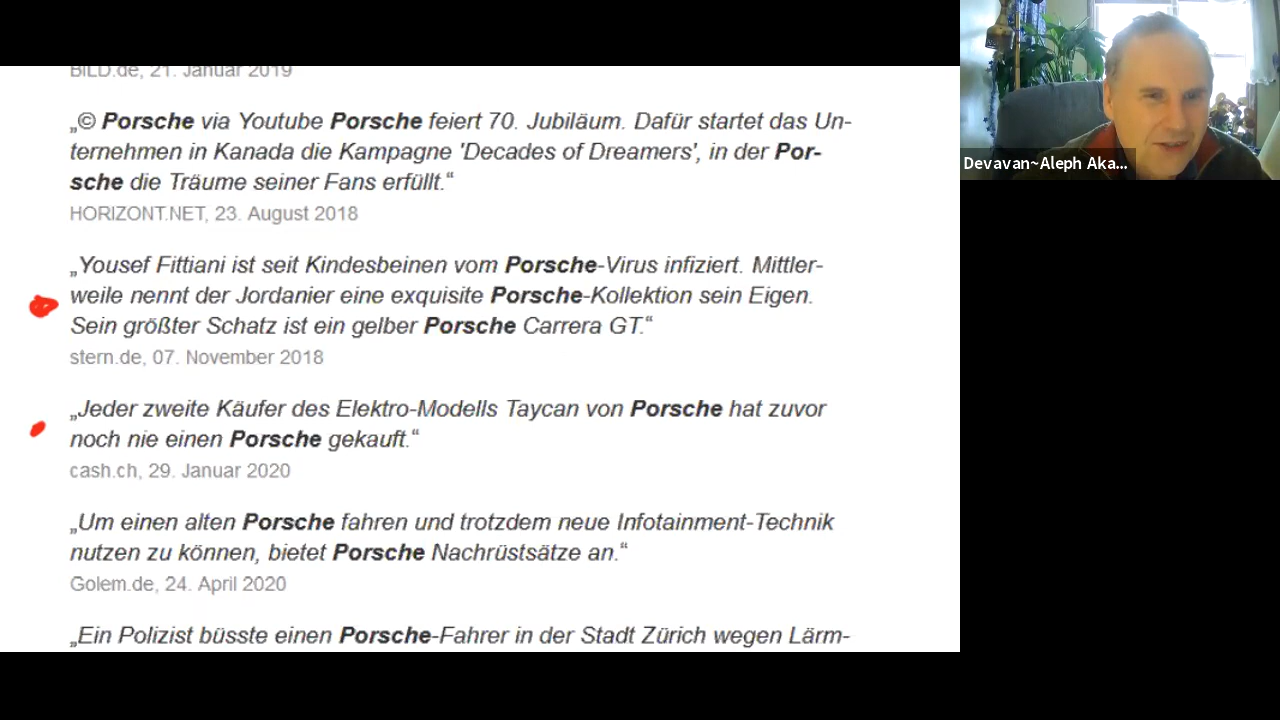 BILD.de, 21. Januar 2019
„© Porsche via Youtube Porsche feiert 70. Jubiläum. Dafür startet das Un-
ternehmen in Kanada die Kampagne 'Decades of Dreamers', in der Por-
sche die Träume seiner Fans erfüllt.“
HORIZONT.NET, 23. August 2018
„Yousef Fittiani ist seit Kindesbeinen vom Porsche-Virus infiziert. Mittler-
weile nennt der Jordanier eine exquisite Porsche-Kollektion sein Eigen.
Sein größter Schatz ist ein gelber Porsche Carrera GT.“
stern.de, 07. November 2018
„Jeder zweite Käufer des Elektro-Modells Taycan von Porsche hat zuvor
noch nie einen Porsche gekauft.“
cash.ch, 29. Januar 2020
„Um einen alten Porsche fahren und trotzdem neue Infotainment-Technik
nutzen zu können, bietet Porsche Nachrüstsätze an.“
Golem.de, 24. April 2020
„Ein Polizist büsste einen Porsche-Fahrer in der Stadt Zürich wegen Lärm-
Devavan~Aleph Aka...